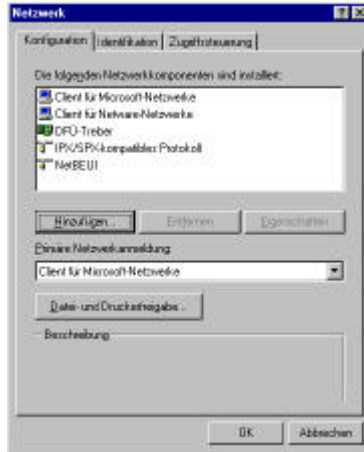 Netzwerk
Konfiguration Identifikation Zugriffssteuerung
Die folgenden Netzwerkkomponenten sind installiert:
Client für Microsoft-Netzwerke
Client für Netware-Netzwerke
DFÜ-Treiber
IPX/SPX-kompatibles Protokoll
NetBEUI
Hinzufügen... Entfernen Eigenschaften
Primäre Netzwerkanmeldung:
Client für Microsoft-Netzwerke
Datei- und Druckerfreigabe...
Beschreibung
OK Abbrechen